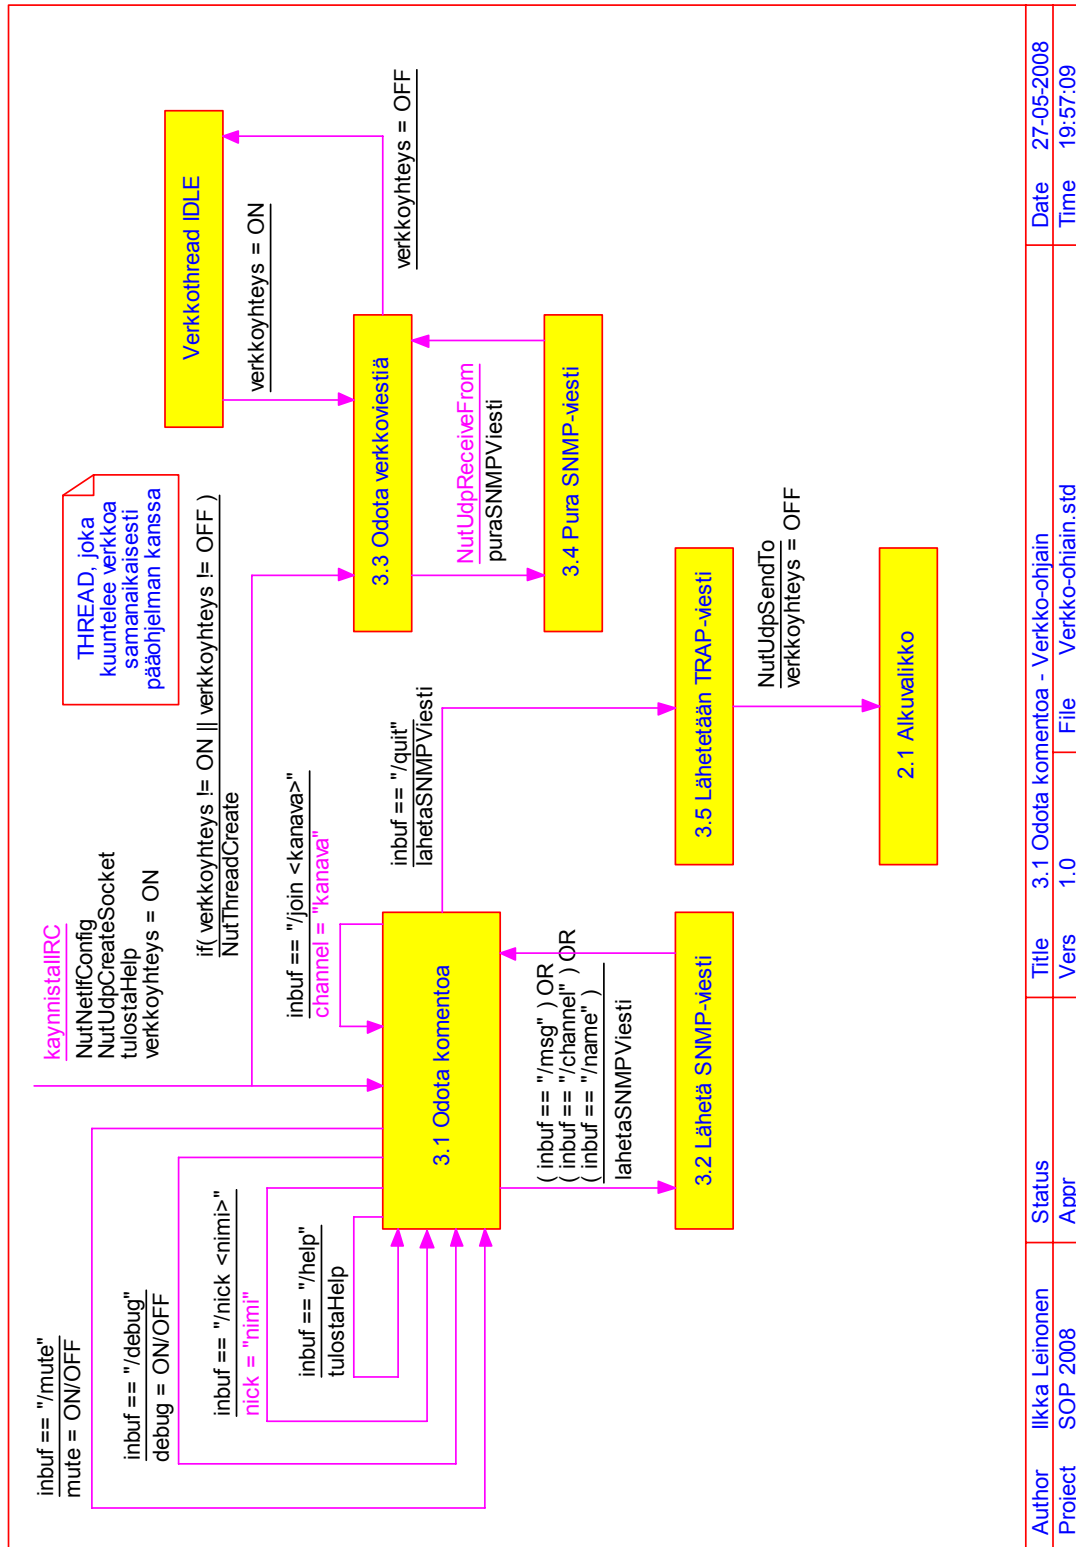 inbuf == "/mute"
mute = ON/OFF
inbuf == "/debug"
debug = ON/OFF
inbuf == "/nick <nimi>"
nick = "nimi"
inbuf == "/help"
tulostaHelp
kaynnistaIRC
NutNetIfConfig
NutUdpCreateSocket
tulostaHelp
verkkoyhteys = ON
if( verkkoyhteys != ON || verkkoyhteys != OFF )
NutThreadCreate
inbuf == "/join <kanava>"
channel = "kanava"
3.1 Odota komentoa
inbuf == "/quit"
lahetaSNMPViesti
( inbuf == "/msg" ) OR
( inbuf == "/channel" ) OR
( inbuf == "/name" )
lahetaSNMPViesti
3.2 Lähetä SNMP-viesti
THREAD, joka
kuuntelee verkkoa
samanaikaisesti
pääohjelman kanssa
Verkkothread IDLE
verkkoyhteys = ON
verkkoyhteys = OFF
3.3 Odota verkkoviestiä
NutUdpReceiveFrom
puraSNMPViesti
3.4 Pura SNMP-viesti
3.5 Lähetetään TRAP-viesti
NutUdpSendTo
verkkoyhteys = OFF
2.1 Alkuvalikko
Author Ilkka Leinonen Status Title 3.1 Odota komentoa - Verkko-ohjain Date 27-05-2008
Project SOP 2008 Appr Vers 1.0 File Verkko-ohjain.std Time 19:57:09